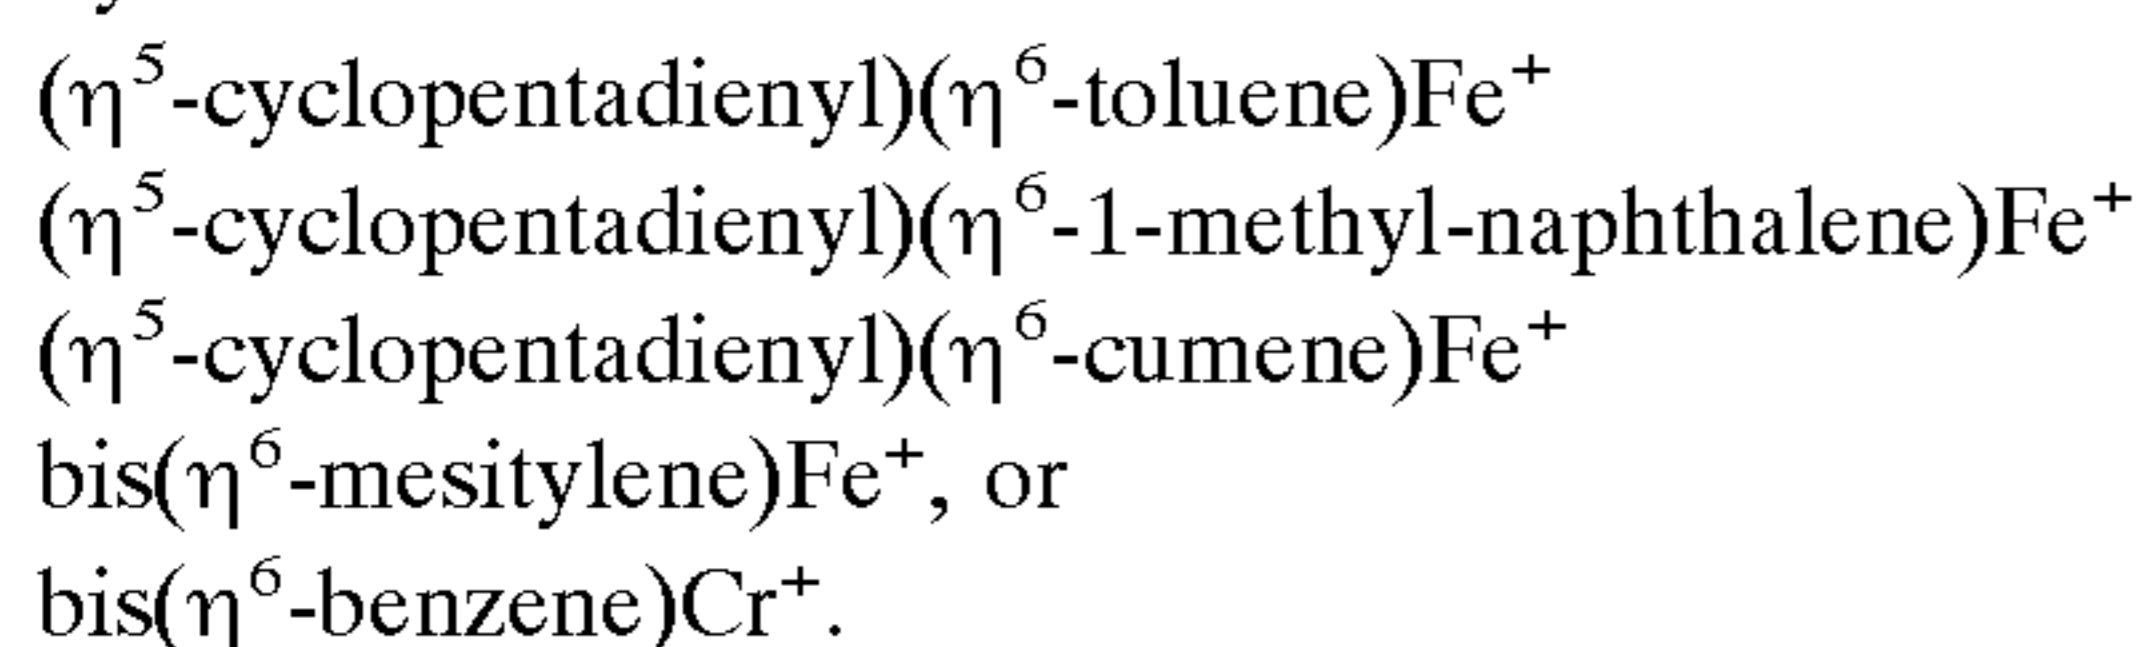 (η⁵-cyclopentadienyl)(η⁶-toluene)Fe⁺
(η⁵-cyclopentadienyl)(η⁶-1-methyl-naphthalene)Fe⁺
(η⁵-cyclopentadienyl)(η⁶-cumene)Fe⁺
bis(η⁶-mesitylene)Fe⁺, or
bis(η⁶-benzene)Cr⁺.